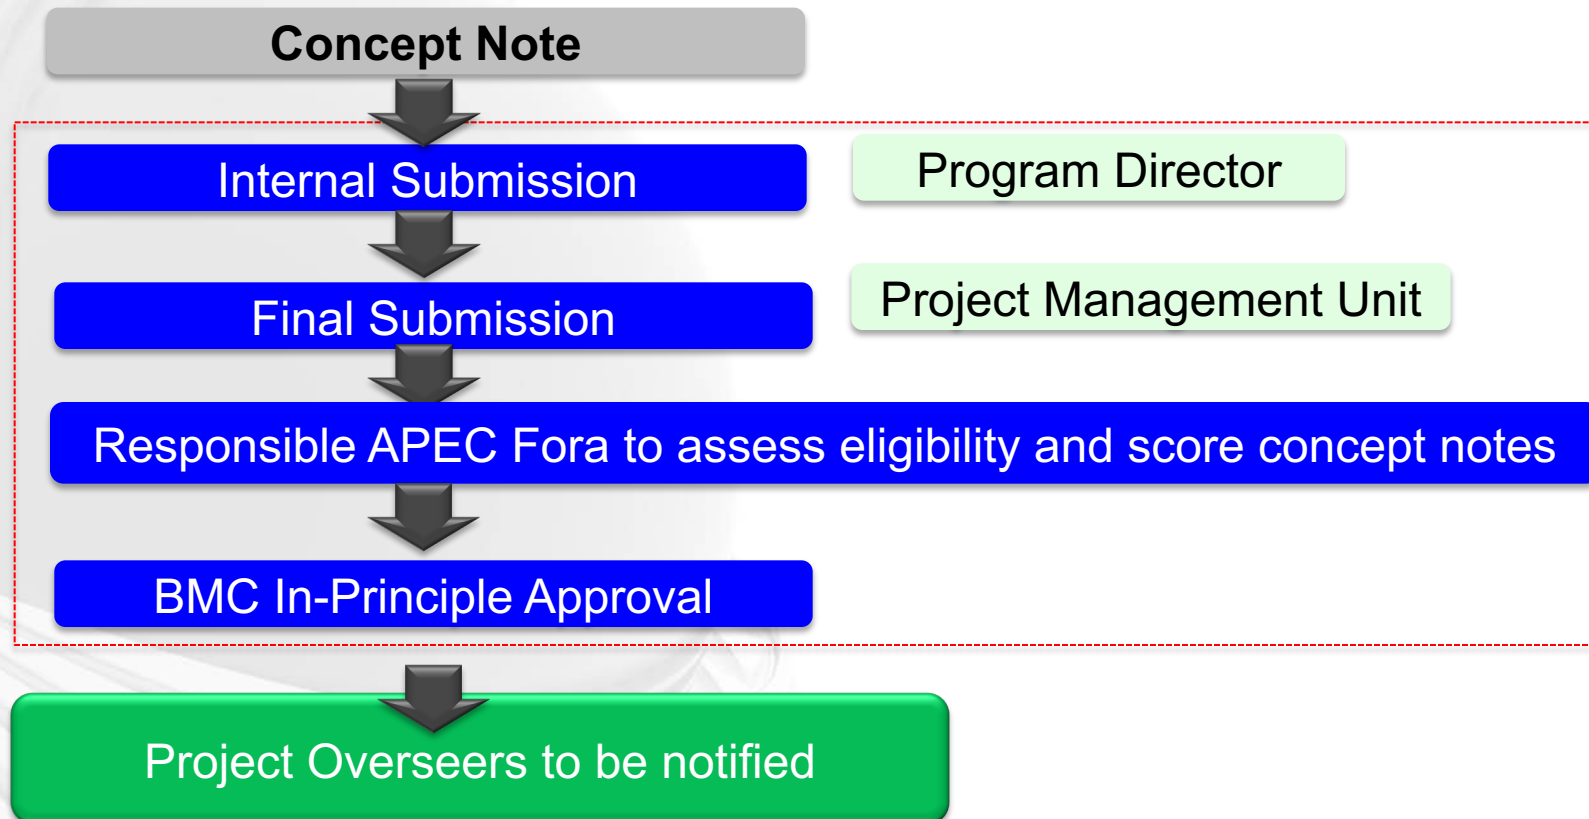 Concept Note
Internal Submission
Program Director
Final Submission
Project Management Unit
Responsible APEC Fora to assess eligibility and score concept notes
BMC In-Principle Approval
Project Overseers to be notified